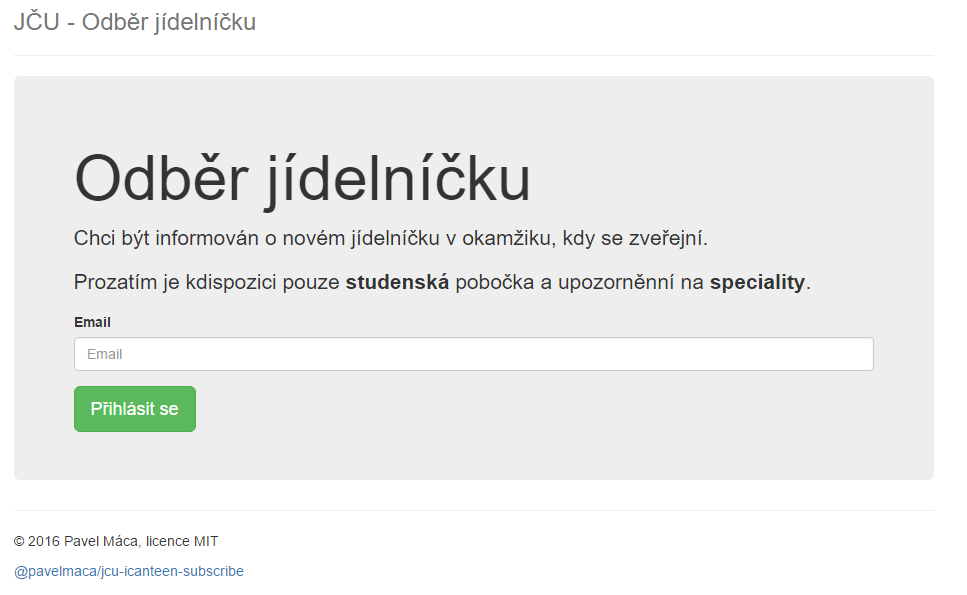 JČU - Odběr jídelníčku
Odběr jídelníčku
Chci být informován o novém jídelníčku v okamžiku, kdy se zveřejní.
Prozatím je kdispozici pouze studenská pobočka a upozorněnní na speciality.
Email
Email
Přihlásit se
© 2016 Pavel Máca, licence MIT
@pavelmaca/jcu-icanteen-subscribe